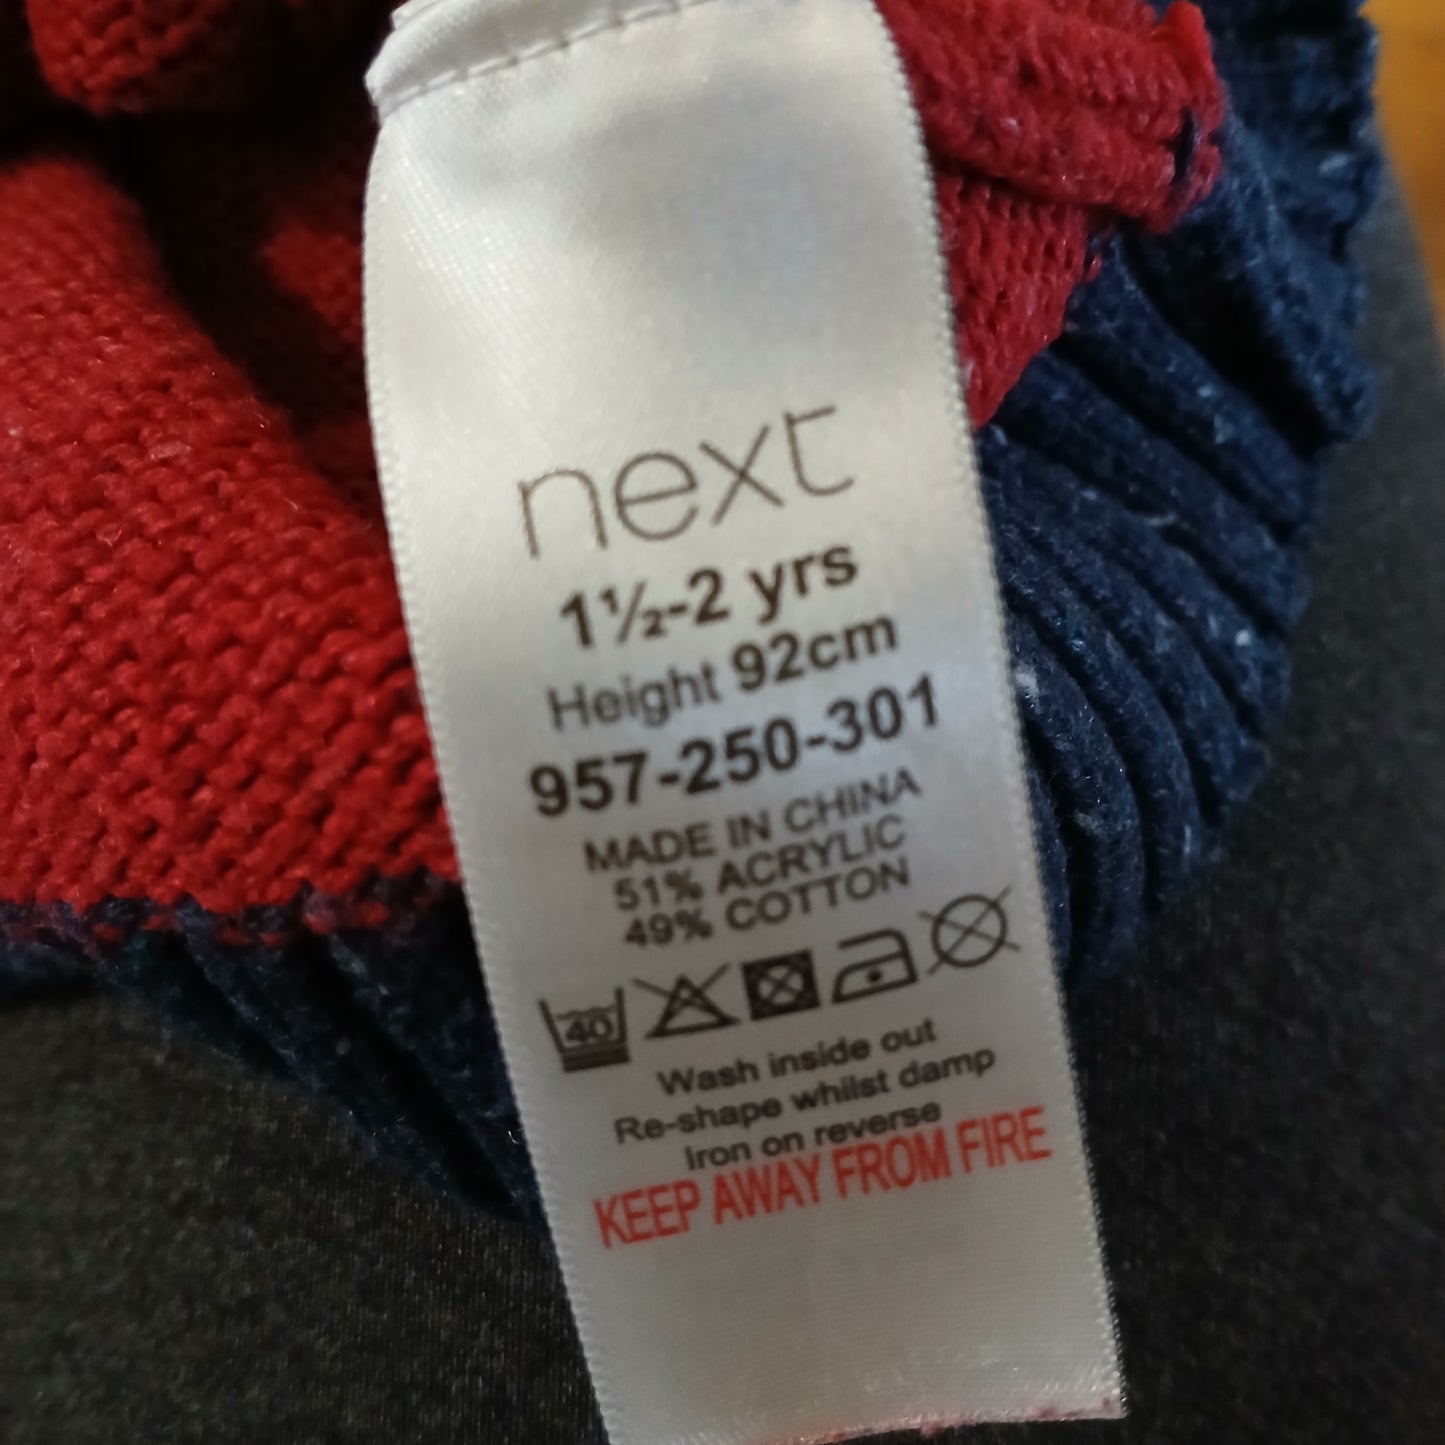 next
1½-2 yrs
Height 92cm
957-250-301
MADE IN CHINA
51% ACRYLIC
49% COTTON
40
Wash inside out
Re-shape whilst damp
Iron on reverse
KEEP AWAY FROM FIRE